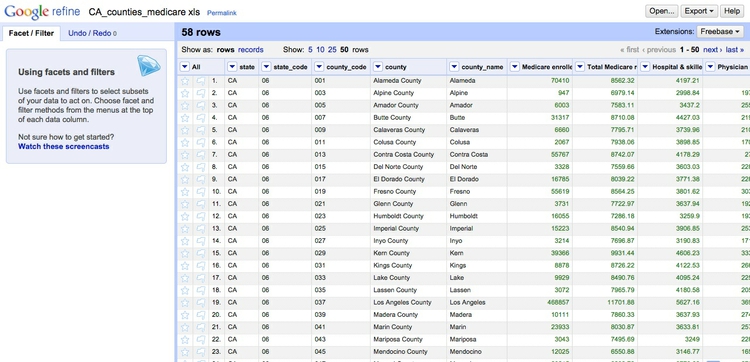 Google refine CA_counties_medicare xls Permalink Open... Export Help
Facet / Filter Undo / Redo 0 58 rows Extensions: Freebase
Show as: rows records Show: 5 10 25 50 rows « first ‹ previous 1 - 50 next › last »
All state state_code county_code county county_name Medicare enrolle Total Medicare r Hospital & skille Physician
Using facets and filters
Use facets and filters to select subsets
of your data to act on. Choose facet and
filter methods from the menus at the top
of each data column.
Not sure how to get started?
Watch these screencasts
1. CA 06 001 Alameda County Alameda 70410 8562.32 4197.21
2. CA 06 003 Alpine County Alpine 947 6979.14 2998.84 197
3. CA 06 005 Amador County Amador 6003 7583.11 3437.2 255
4. CA 06 007 Butte County Butte 31317 8710.08 4427.03
5. CA 06 009 Calaveras County Calaveras 6660 7795.71 3739.96
6. CA 06 011 Colusa County Colusa 2067 7938.06 3898.85
7. CA 06 013 Contra Costa County Contra Costa 55767 8742.07 4178.29
8. CA 06 015 Del Norte County Del Norte 3328 7559.66 3603.03
9. CA 06 017 El Dorado County El Dorado 16785 8039.22 3771.38
10. CA 06 019 Fresno County Fresno 55619 8564.25 3801.62
11. CA 06 021 Glenn County Glenn 3731 7722.97 3637.94
12. CA 06 023 Humboldt County Humboldt 16055 7286.18 3259.9
13. CA 06 025 Imperial County Imperial 15223 8540.94 3906.85
14. CA 06 027 Inyo County Inyo 3214 7696.87 3190.83
15. CA 06 029 Kern County Kern 39366 9931.44 4606.23
16. CA 06 031 Kings County Kings 8878 8726.22 4122.53
17. CA 06 033 Lake County Lake 9929 8490.76 4037.93
18. CA 06 035 Lassen County Lassen 3072 7965.79 4180.58
19. CA 06 037 Los Angeles County Los Angeles 468857 11701.88 5627.16
20. CA 06 039 Madera County Madera 10131 8760.35 4393.91
21. CA 06 041 Marin County Marin 23933 8030.87 3633.81
22. CA 06 043 Mariposa County Mariposa 3043 7495.69 3249
23. CA 06 045 Mendocino County Mendocino 12025 6550.88 3146.77